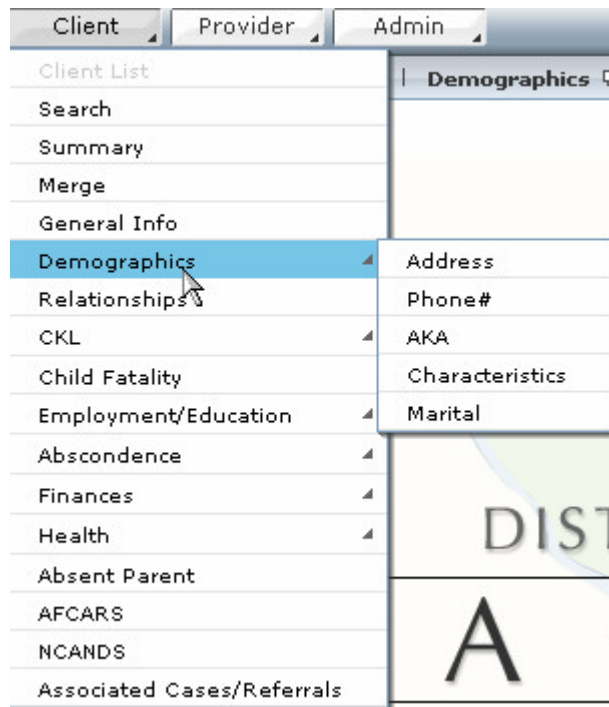 Client Provider Admin
Client List
| Demographics
Search
Summary
Merge
General Info
Demographics
Address
Relationships
Phone#
CKL
AKA
Child Fatality
Characteristics
Employment/Education
Marital
Abscondence
Finances
Health
DIST
Absent Parent
AFCARS
A
NCANDS
Associated Cases/Referrals